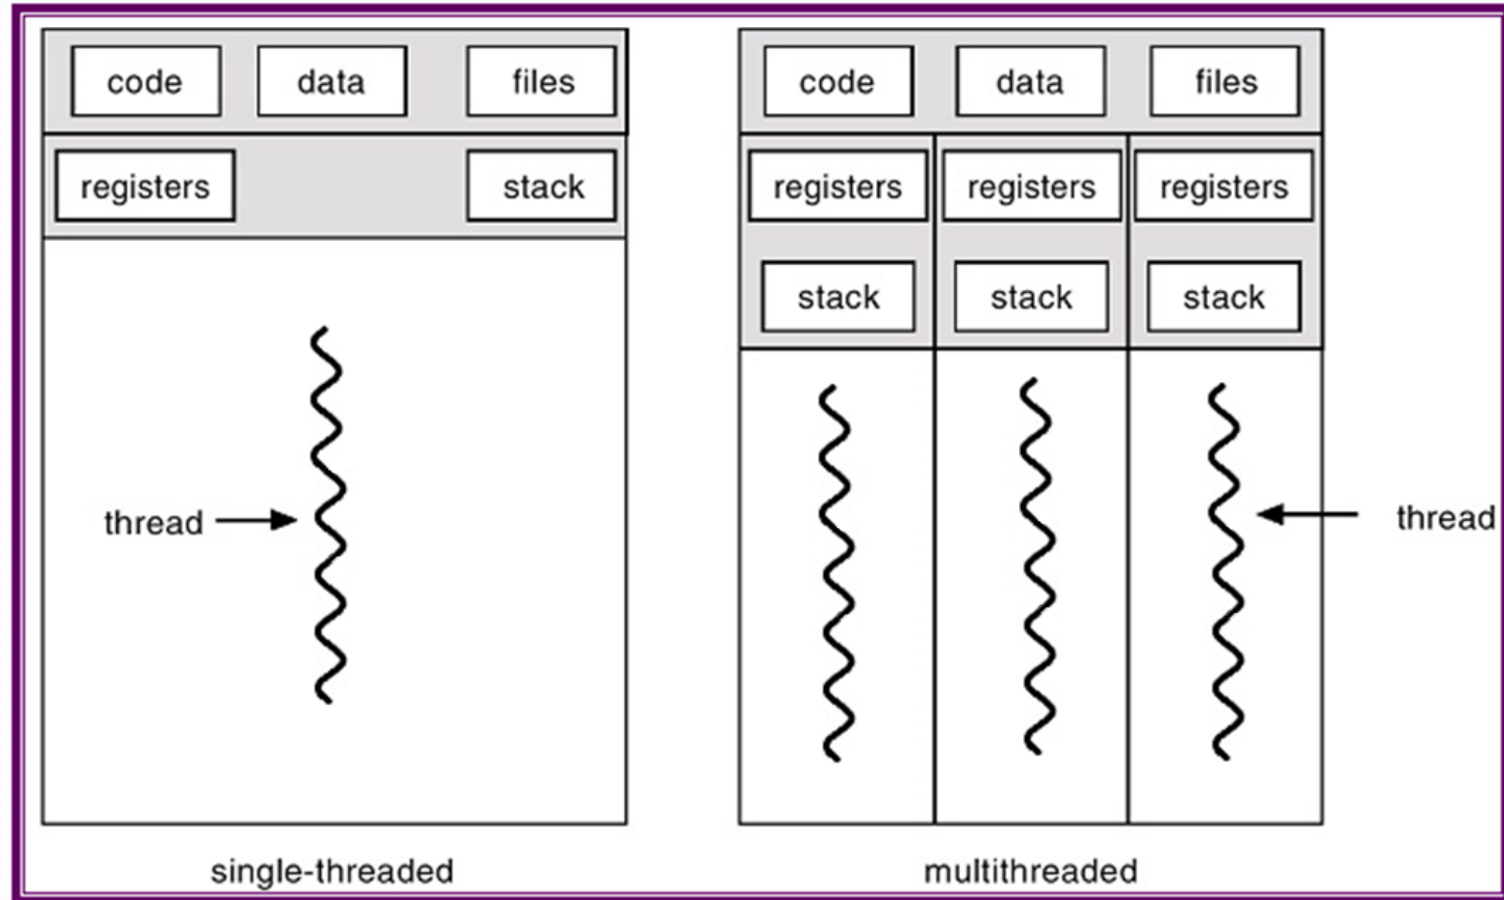 code data files
registers stack
thread
single-threaded
code data files
registers registers registers
stack stack stack
thread
multithreaded